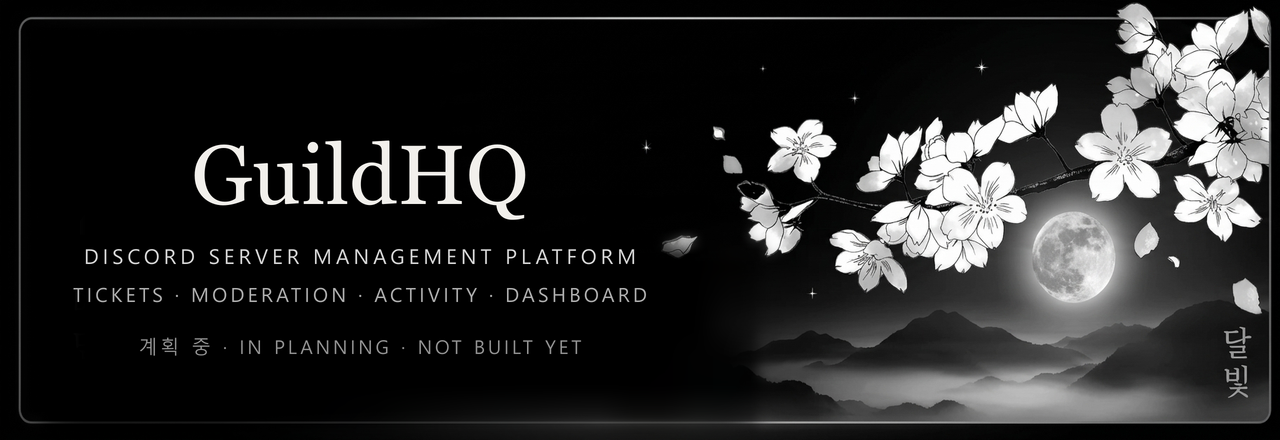 GuildHQ
DISCORD SERVER MANAGEMENT PLATFORM
TICKETS · MODERATION · ACTIVITY · DASHBOARD
계획 중 · IN PLANNING · NOT BUILT YET
달빛